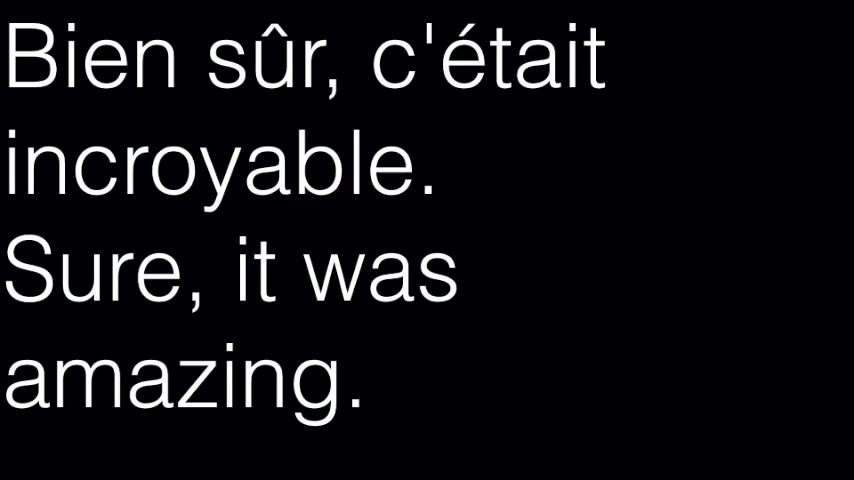 Bien sûr, c'était
incroyable.
Sure, it was
amazing.